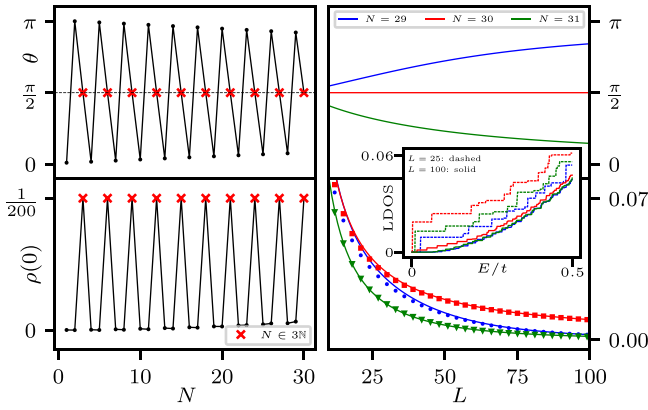 π
θ
π/2
0
N = 29 N = 30 N = 31
π
π/2
0
1/200
ρ(0)
0
N ∈ 3ℕ
1 10 20 30
N
0.06
L = 25: dashed
L = 100: solid
LDOS
0
0 0.5
E/t
0.07
0.00
25 50 75 100
L